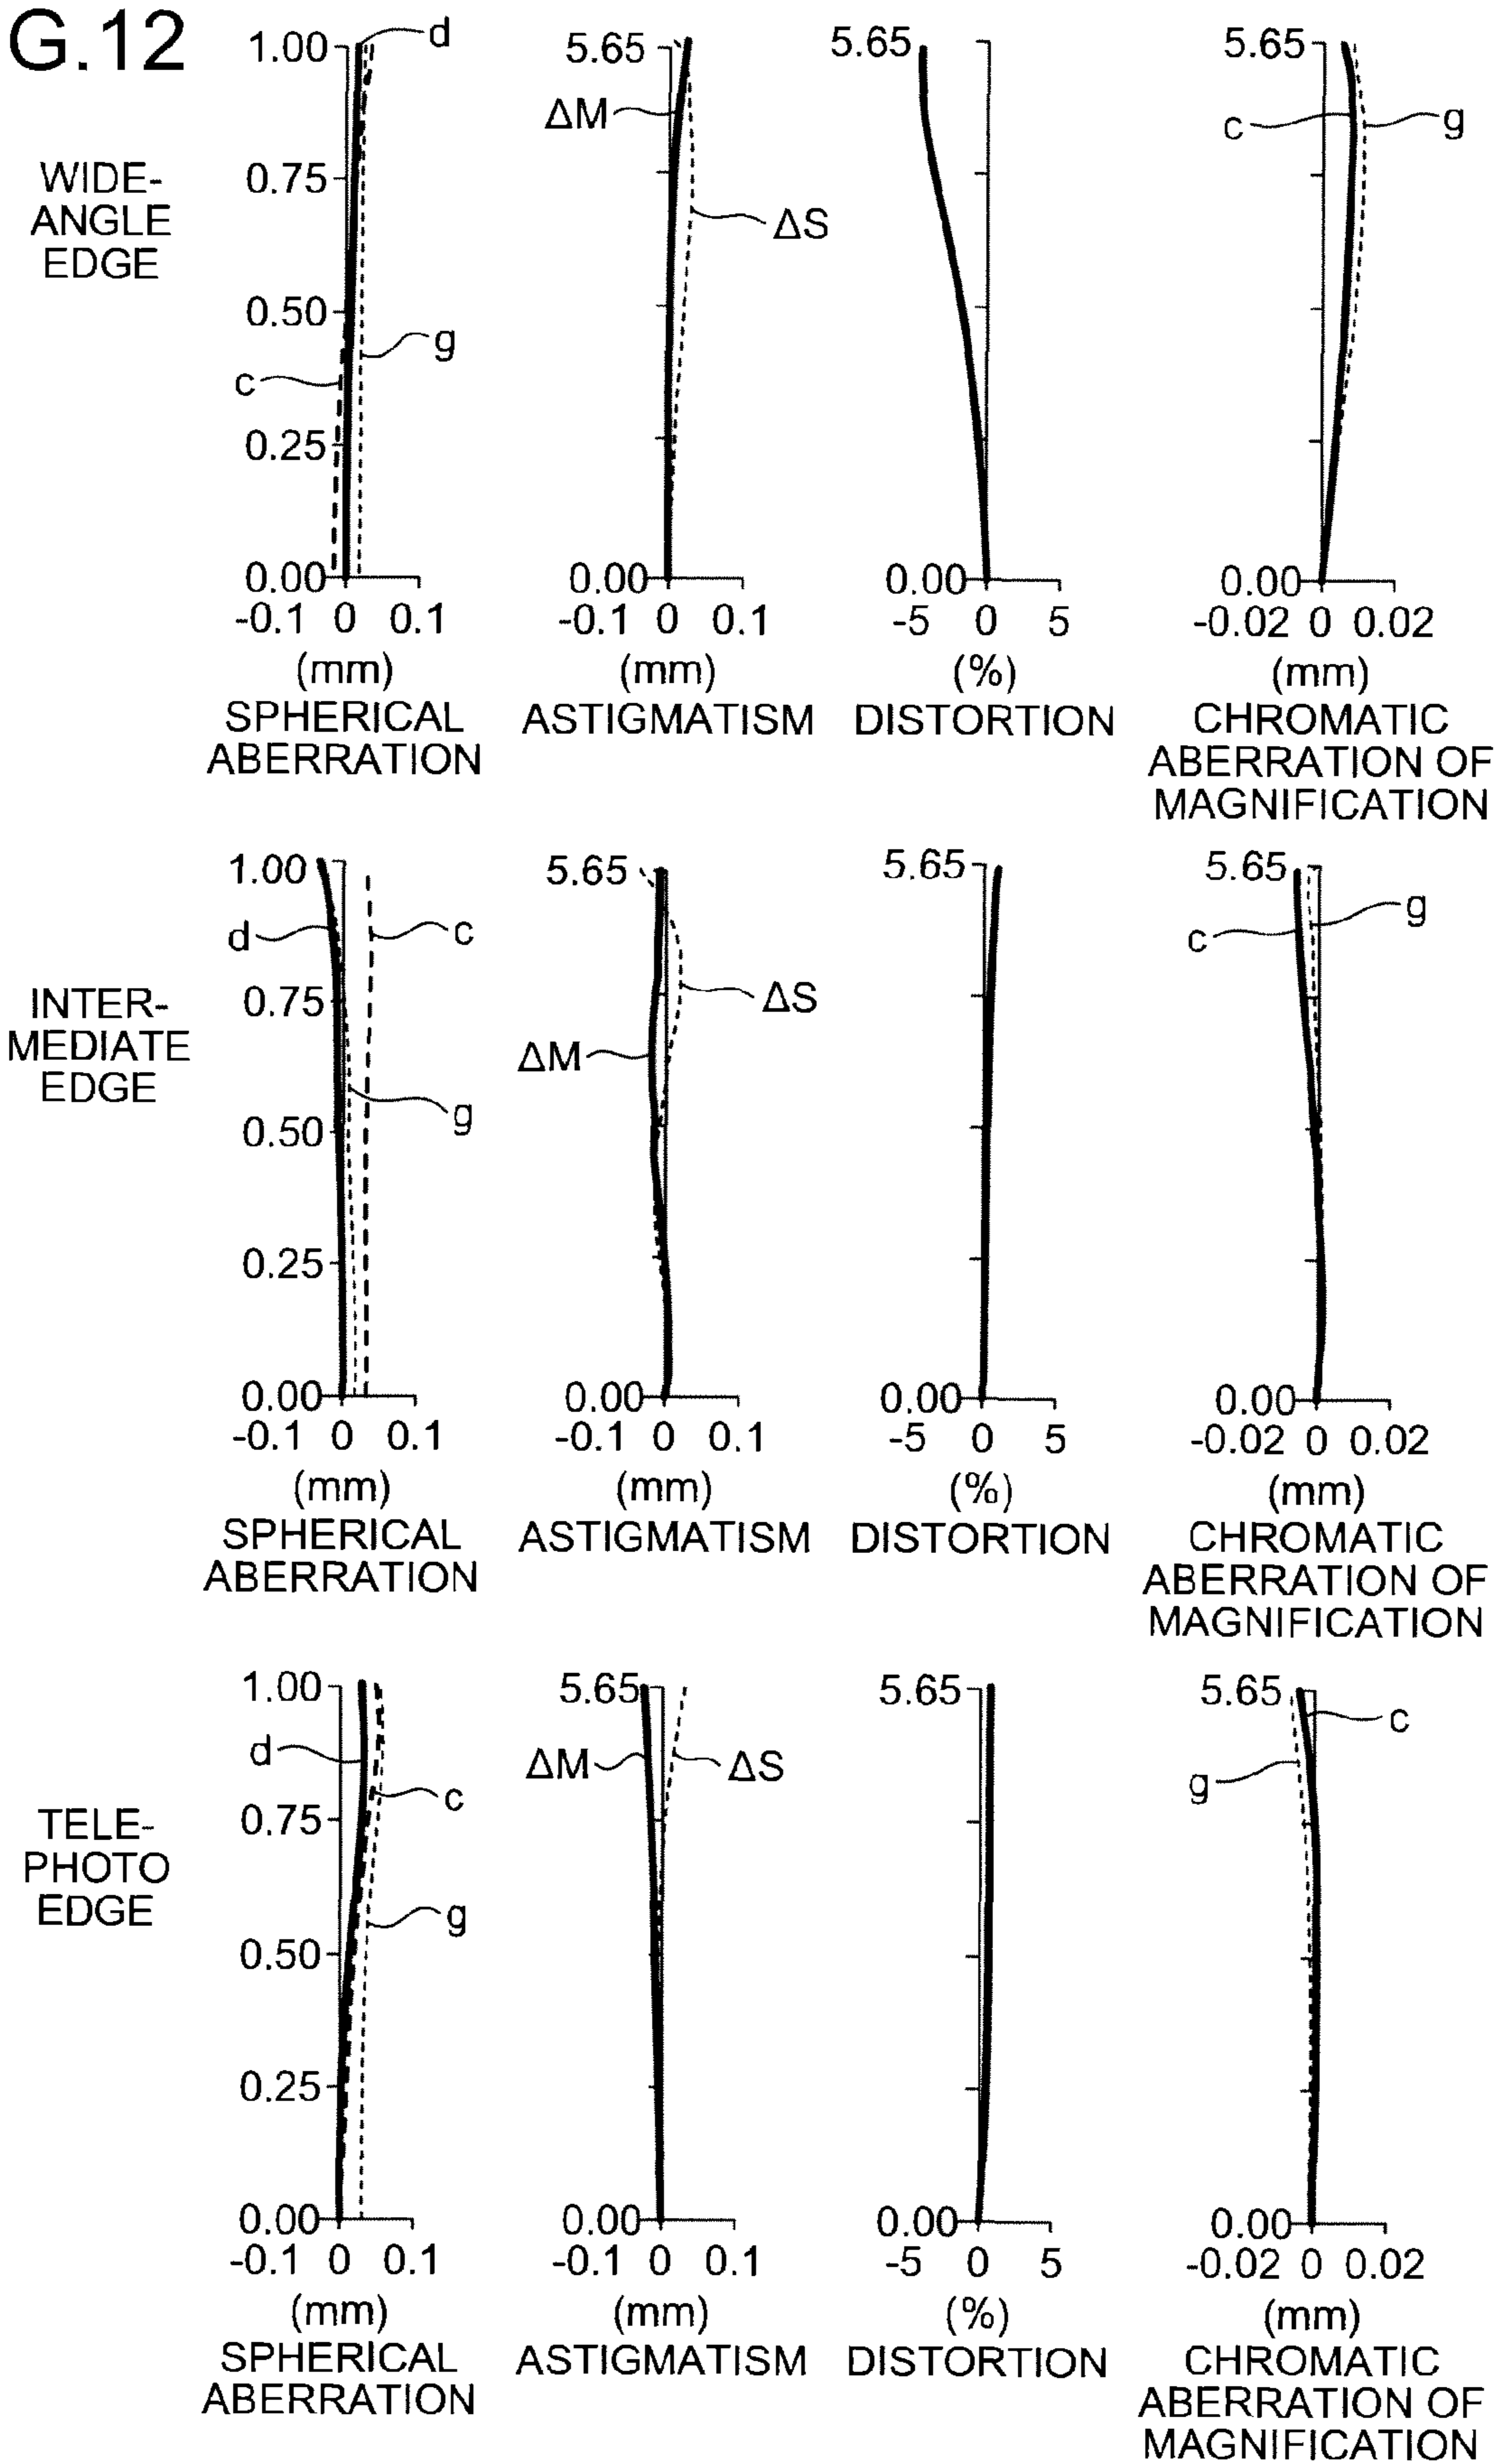 G.12
WIDE-
ANGLE
EDGE
1.00
0.75
0.50
0.25
0.00
-0.1 0 0.1
(mm)
SPHERICAL
ABERRATION
d
g
c
5.65
ΔM
ΔS
0.00
-0.1 0 0.1
(mm)
ASTIGMATISM
5.65
0.00
-5 0 5
(%)
DISTORTION
5.65
c
g
0.00
-0.02 0 0.02
(mm)
CHROMATIC
ABERRATION OF
MAGNIFICATION
INTER-
MEDIATE
EDGE
1.00
d
c
0.75
g
0.50
0.25
0.00
-0.1 0 0.1
(mm)
SPHERICAL
ABERRATION
5.65
ΔS
ΔM
0.00
-0.1 0 0.1
(mm)
ASTIGMATISM
5.65
0.00
-5 0 5
(%)
DISTORTION
5.65
g
c
0.00
-0.02 0 0.02
(mm)
CHROMATIC
ABERRATION OF
MAGNIFICATION
TELE-
PHOTO
EDGE
1.00
d
c
0.75
g
0.50
0.25
0.00
-0.1 0 0.1
(mm)
SPHERICAL
ABERRATION
5.65
ΔM
ΔS
0.00
-0.1 0 0.1
(mm)
ASTIGMATISM
5.65
0.00
-5 0 5
(%)
DISTORTION
5.65
c
g
0.00
-0.02 0 0.02
(mm)
CHROMATIC
ABERRATION OF
MAGNIFICATION